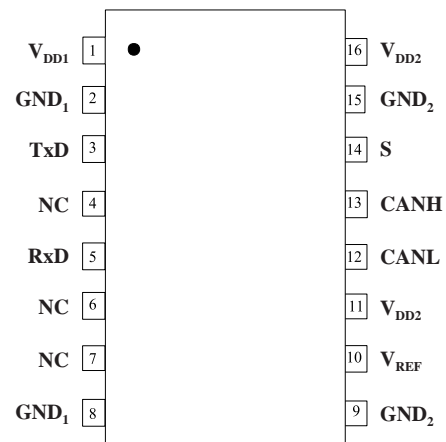 V_DD1 1 16 V_DD2
GND_1 2 15 GND_2
TxD 3 14 S
NC 4 13 CANH
RxD 5 12 CANL
NC 6 11 V_DD2
NC 7 10 V_REF
GND_1 8 9 GND_2